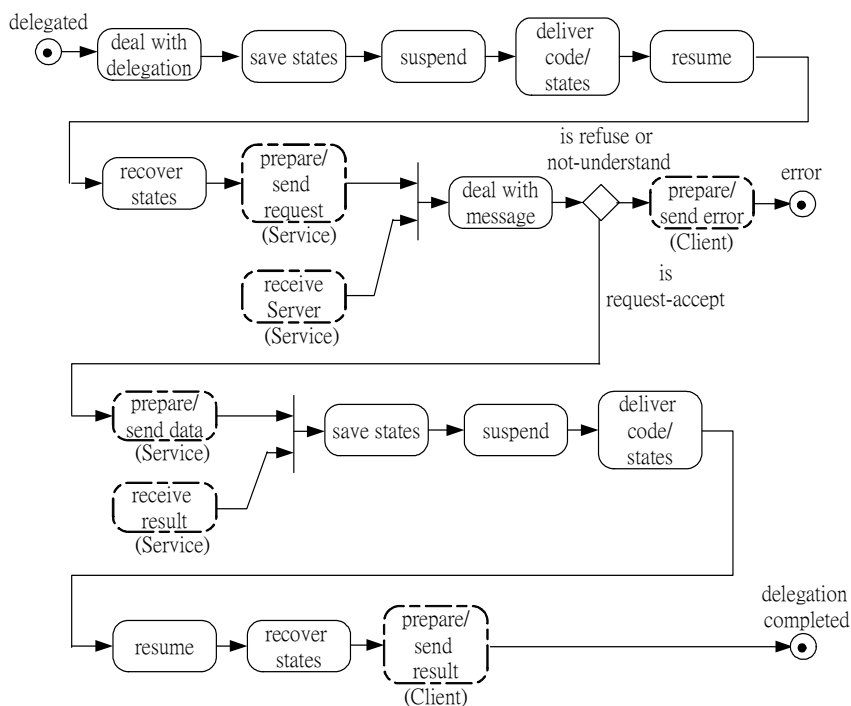 delegated
deal with
delegation
save states
suspend
deliver
code/
states
resume
recover
states
prepare/
send
request
(Service)
receive
Server
(Service)
deal with
message
is refuse or
not-understand
prepare/
send error
(Client)
error
is
request-accept
prepare/
send data
(Service)
receive
result
(Service)
save states
suspend
deliver
code/
states
resume
recover
states
prepare/
send
result
(Client)
delegation
completed